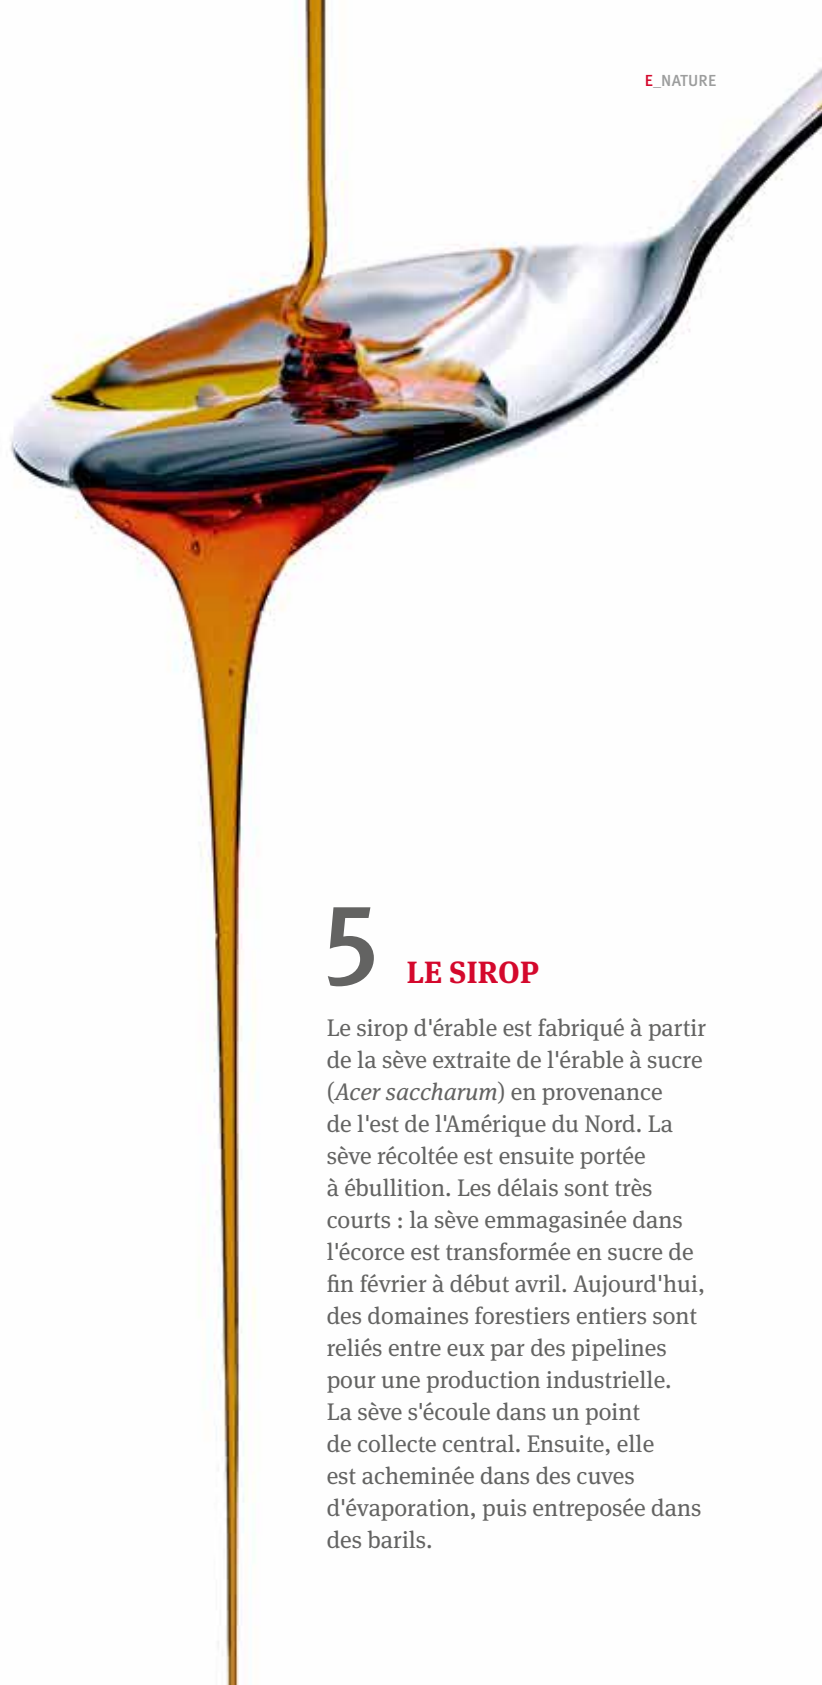 E_NATURE
5 LE SIROP
Le sirop d'érable est fabriqué à partir
de la sève extraite de l'érable à sucre
(Acer saccharum) en provenance
de l'est de l'Amérique du Nord. La
sève récoltée est ensuite portée
à ébullition. Les délais sont très
courts : la sève emmagasinée dans
l'écorce est transformée en sucre de
fin février à début avril. Aujourd'hui,
des domaines forestiers entiers sont
reliés entre eux par des pipelines
pour une production industrielle.
La sève s'écoule dans un point
de collecte central. Ensuite, elle
est acheminée dans des cuves
d'évaporation, puis entreposée dans
des barils.